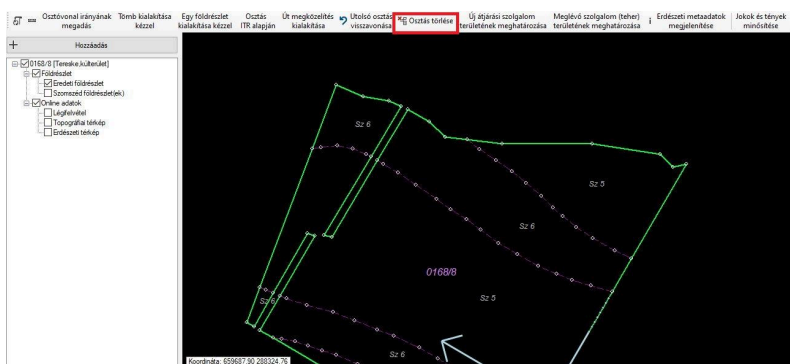 Osztóvonal irányának megadás
Tömb kialakítása kézzel
Egy földrészlet kialakítása kézzel
Osztás ITR alapján
Út megközelítés kialakítása
Utolsó osztás visszavonása
Osztás törlése
Új átjárási szolgalom területének meghatározása
Meglévő szolgalom (teher) területének meghatározása
Erdészeti metaadatok megjelenítése
Jokok és tények minősítése
+ Hozzáadás
0168/8 [Tereske,külterület]
Földrészlet
Eredeti földrészlet
Szomszéd földrészlet(ek)
Online adatok
Légifelvétel
Topográfiai térkép
Erdészeti térkép
Sz 6
Sz 5
Sz 6
0168/8
Sz 5
Sz 6
Sz 6
Koordináta: 659687.90 288324.76